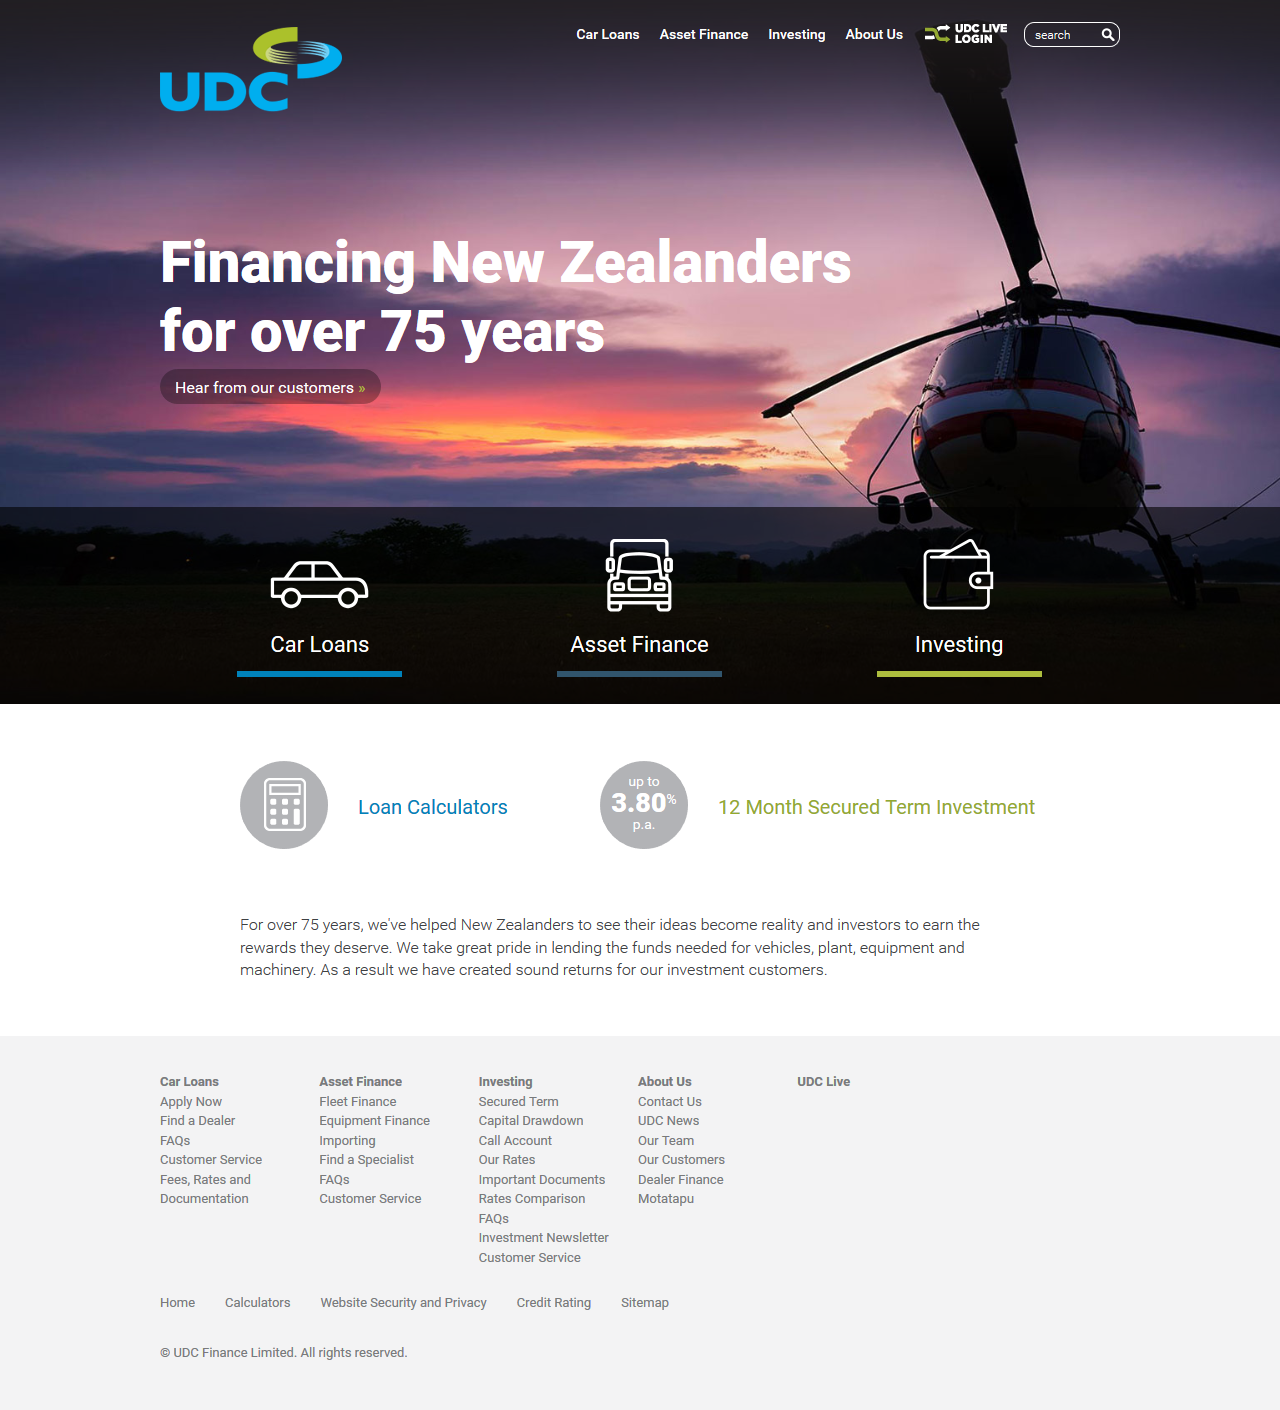 UDC
Car Loans
Asset Finance
Investing
About Us
UDC LIVE
LOGIN
search
Financing New Zealanders
for over 75 years
Hear from our customers »
Car Loans
Asset Finance
Investing
Loan Calculators
up to
3.80%
p.a.
12 Month Secured Term Investment
For over 75 years, we've helped New Zealanders to see their ideas become reality and investors to earn the
rewards they deserve. We take great pride in lending the funds needed for vehicles, plant, equipment and
machinery. As a result we have created sound returns for our investment customers.
Car Loans
Apply Now
Find a Dealer
FAQs
Customer Service
Fees, Rates and
Documentation
Asset Finance
Fleet Finance
Equipment Finance
Importing
Find a Specialist
FAQs
Customer Service
Investing
Secured Term
Capital Drawdown
Call Account
Our Rates
Important Documents
Rates Comparison
FAQs
Investment Newsletter
Customer Service
About Us
Contact Us
UDC News
Our Team
Our Customers
Dealer Finance
Motatapu
UDC Live
Home
Calculators
Website Security and Privacy
Credit Rating
Sitemap
© UDC Finance Limited. All rights reserved.